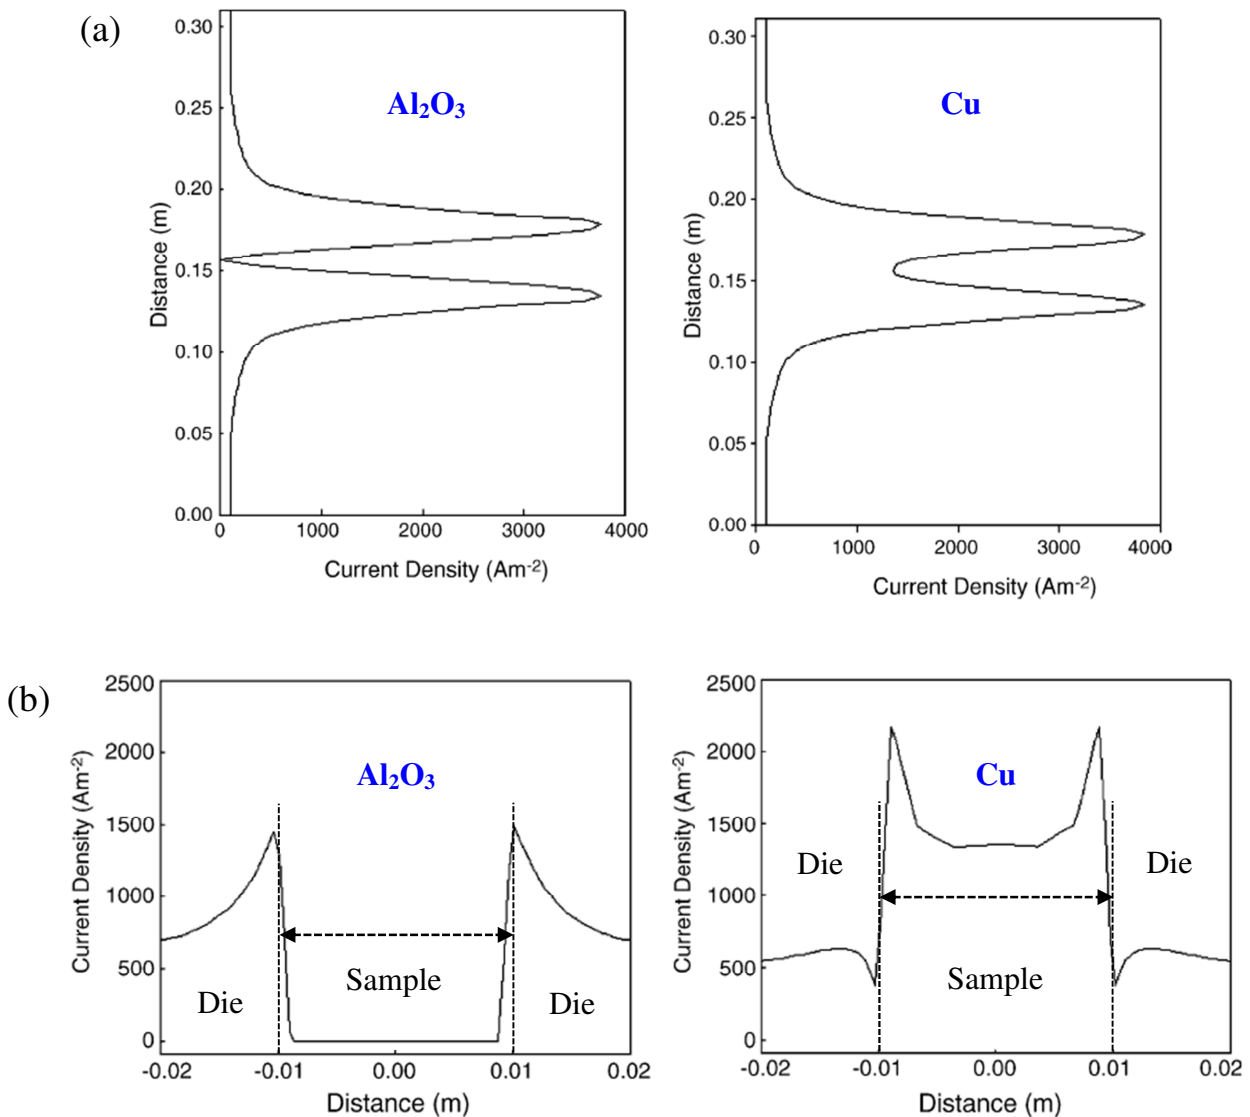 (a)
Al₂O₃
Distance (m)
0.30
0.25
0.20
0.15
0.10
0.05
0.00
0 1000 2000 3000 4000
Current Density (Am⁻²)
Cu
Distance (m)
0.30
0.25
0.20
0.15
0.10
0.05
0.00
0 1000 2000 3000 4000
Current Density (Am⁻²)
(b)
Al₂O₃
Current Density (Am⁻²)
2500
2000
1500
1000
500
0
Die
Sample
Die
-0.02 -0.01 0.00 0.01 0.02
Distance (m)
Cu
Current Density (Am⁻²)
2500
2000
1500
1000
500
0
Die
Sample
Die
-0.02 -0.01 0.00 0.01 0.02
Distance (m)